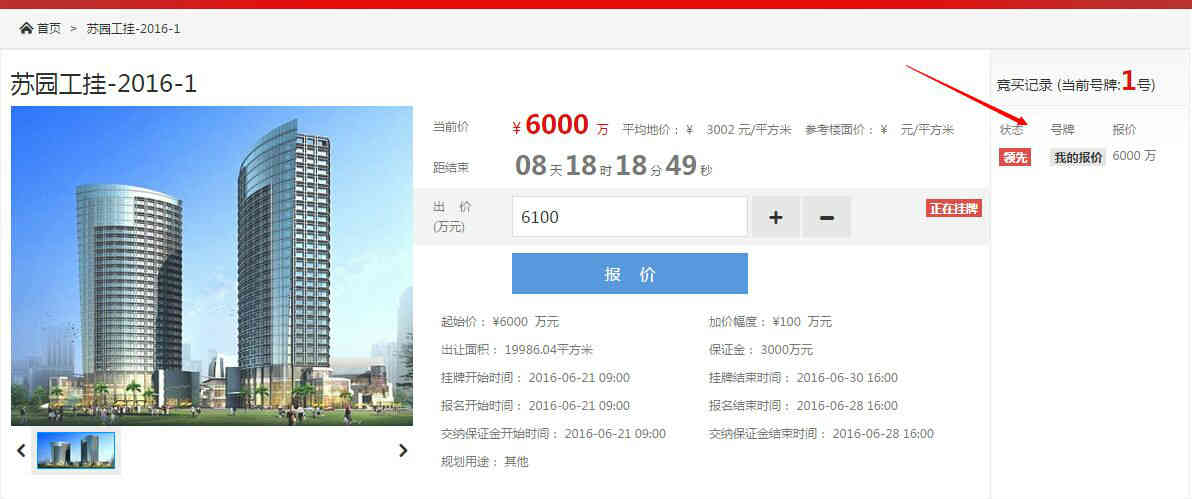 首页 > 苏园工挂-2016-1
苏园工挂-2016-1
当前价 ¥ 6000 万 平均地价： ¥ 3002 元/平方米 参考楼面价： ¥ 元/平方米
距结束 08 天 18 时 18 分 49 秒
出 价
(万元)
6100 + −
正在挂牌
报 价
起始价： ¥6000 万元 加价幅度： ¥100 万元
出让面积： 19986.04平方米 保证金： 3000万元
挂牌开始时间： 2016-06-21 09:00 挂牌结束时间： 2016-06-30 16:00
报名开始时间： 2016-06-21 09:00 报名结束时间： 2016-06-28 16:00
交纳保证金开始时间： 2016-06-21 09:00 交纳保证金结束时间： 2016-06-28 16:00
规划用途： 其他
竞买记录 (当前号牌:1号)
状态 号牌 报价
领先 我的报价 6000 万